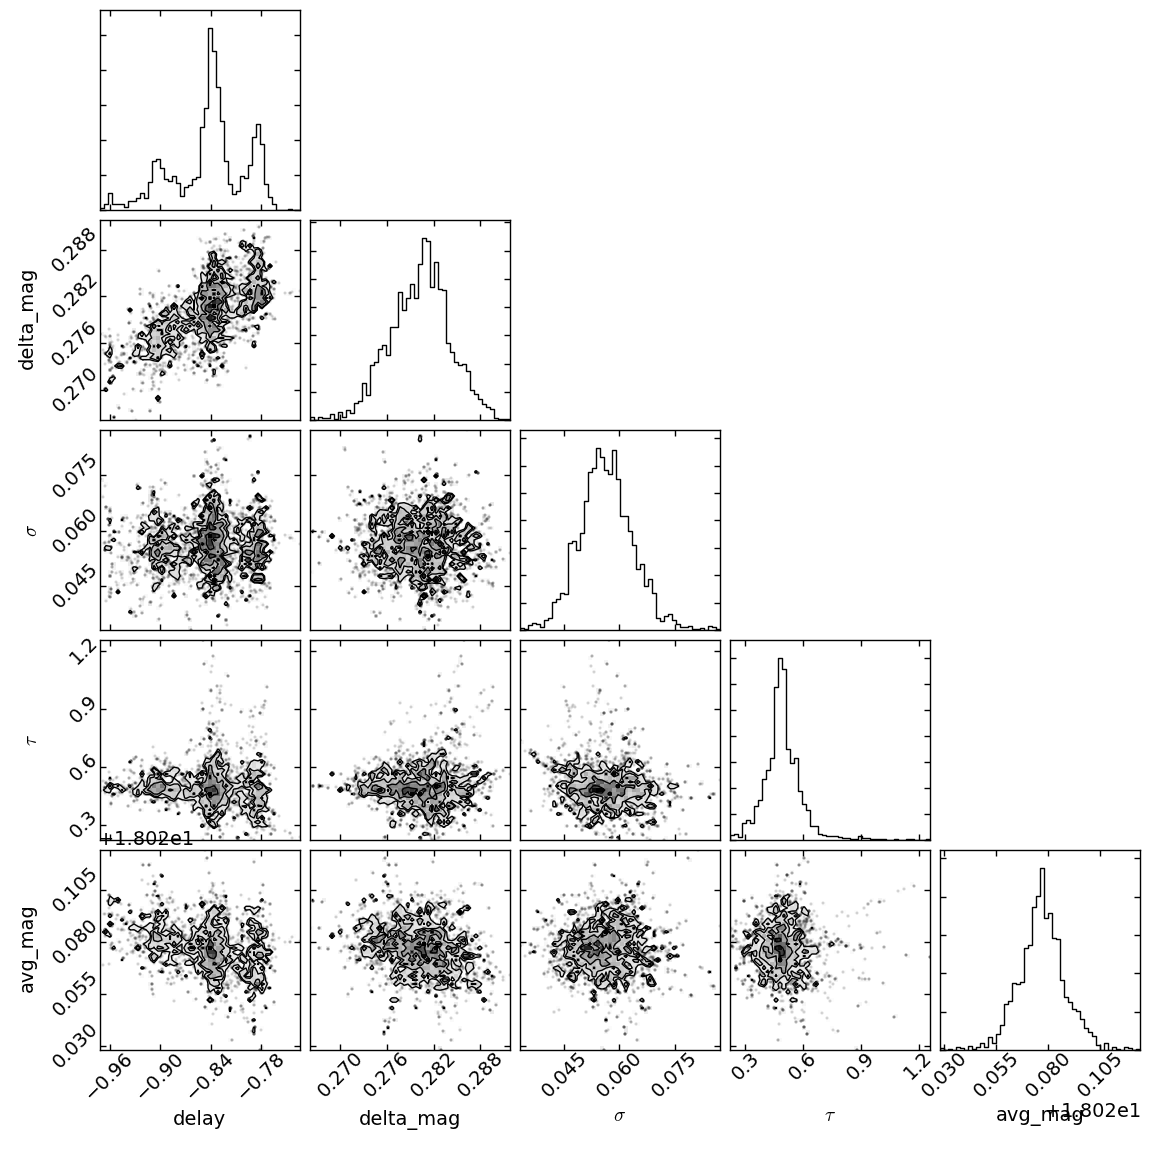 0.288
0.282
0.276
0.270
delta_mag
0.075
0.060
0.045
σ
1.2
0.9
0.6
0.3
τ
+1.802e1
0.105
0.080
0.055
0.030
avg_mag
−0.96 −0.90 −0.84 −0.78
0.270 0.276 0.282 0.288
0.045 0.060 0.075
0.3 0.6 0.9 1.2
0.030 0.055 0.080 0.105
+1.802e1
delay delta_mag σ τ avg_mag